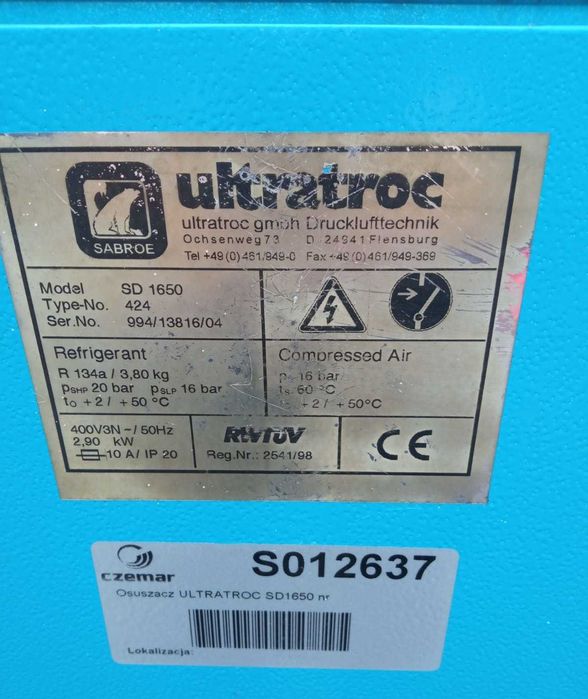 ultratroc
SABROE
ultratroc gmbh Drucklufttechnik
Ochsenweg 73 D 24941 Flensburg
Tel +49 (0) 461/949-0 Fax +49 (0) 461/949-369
Model SD 1650
Type-No. 424
Ser.No. 994/13816/04
Refrigerant
R 134a / 3,80 kg
pSHP 20 bar pSLP 16 bar
to +2 / +50°C
Compressed Air
16 bar
60 °C
+2 / +50°C
400V3N ~ / 50Hz
2,90 kW
10 A / IP 20
RWTÜV
Reg.Nr.: 2541/98
CE
czemar
S012637
Osuszacz ULTRATROC SD1650 nr
Lokalizacja: